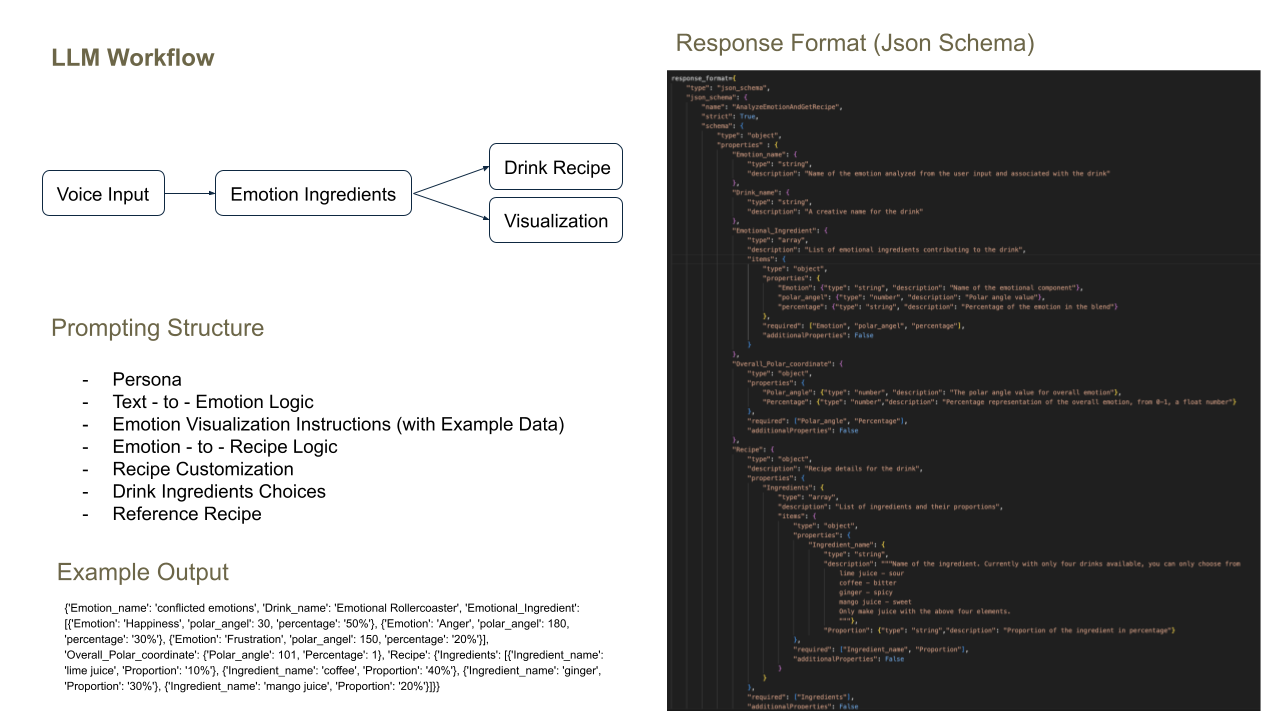 LLM Workflow
Voice Input
Emotion Ingredients
Drink Recipe
Visualization
Prompting Structure
- Persona
- Text - to - Emotion Logic
- Emotion Visualization Instructions (with Example Data)
- Emotion - to - Recipe Logic
- Recipe Customization
- Drink Ingredients Choices
- Reference Recipe
Example Output
{'Emotion_name': 'conflicted emotions', 'Drink_name': 'Emotional Rollercoaster', 'Emotional_Ingredient':
[{'Emotion': 'Happiness', 'polar_angel': 30, 'percentage': '50%'}, {'Emotion': 'Anger', 'polar_angel': 180,
'percentage': '30%'}, {'Emotion': 'Frustration', 'polar_angel': 150, 'percentage': '20%'}],
'Overall_Polar_coordinate': {'Polar_angle': 101, 'Percentage': 1}, 'Recipe': {'Ingredients': [{'Ingredient_name':
'lime juice', 'Proportion': '10%'}, {'Ingredient_name': 'coffee', 'Proportion': '40%'}, {'Ingredient_name': 'ginger',
'Proportion': '30%'}, {'Ingredient_name': 'mango juice', 'Proportion': '20%'}]}}
Response Format (Json Schema)
response_format={
"type": "json_schema",
"json_schema": {
"name": "AnalyzeEmotionAndGetRecipe",
"strict": True,
"schema": {
"type": "object",
"properties" : {
"Emotion_name": {
"type": "string",
"description": "Name of the emotion analyzed from the user input and associated with the drink"
},
"Drink_name": {
"type": "string",
"description": "A creative name for the drink"
},
"Emotional_Ingredient": {
"type": "array",
"description": "List of emotional ingredients contributing to the drink",
"items": {
"type": "object",
"properties": {
"Emotion": {"type": "string", "description": "Name of the emotional component"},
"polar_angel": {"type": "number", "description": "Polar angle value"},
"percentage": {"type": "string", "description": "Percentage of the emotion in the blend"}
},
"required": ["Emotion", "polar_angel", "percentage"],
"additionalProperties": False
}
},
"Overall_Polar_coordinate": {
"type": "object",
"properties": {
"Polar_angle": {"type": "number", "description": "The polar angle value for overall emotion"},
"Percentage": {"type": "number","description": "Percentage representation of the overall emotion, from 0~1, a float number"}
},
"required": ["Polar_angle", "Percentage"],
"additionalProperties": False
},
"Recipe": {
"type": "object",
"description": "Recipe details for the drink",
"properties": {
"Ingredients": {
"type": "array",
"description": "List of ingredients and their proportions",
"items": {
"type": "object",
"properties": {
"Ingredient_name": {
"type": "string",
"description": """Name of the ingredient. Currently with only four drinks available, you can only choose from
lime juice – sour
coffee – bitter
ginger – spicy
mango juice – sweet
Only make juice with the above four elements.
"""},
"Proportion": {"type": "string","description": "Proportion of the ingredient in percentage"}
},
"required": ["Ingredient_name", "Proportion"],
"additionalProperties": False
}
}
},
"required": ["Ingredients"],
"additionalProperties": False